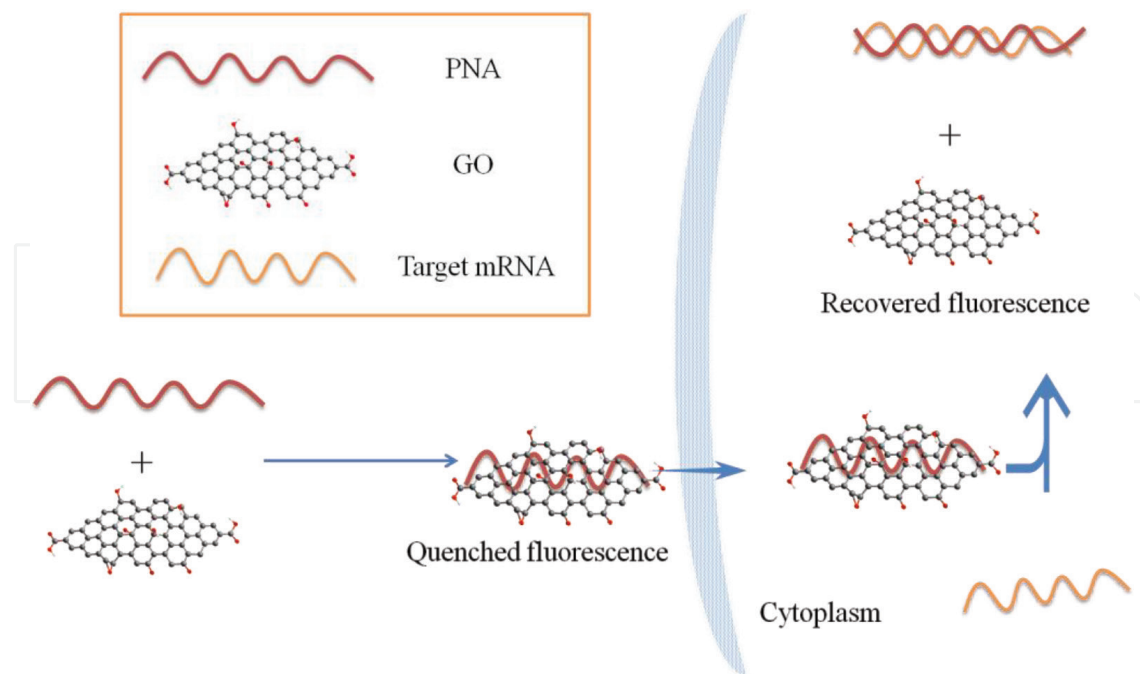 PNA
GO
Target mRNA
+
Recovered fluorescence
+
Quenched fluorescence
Cytoplasm